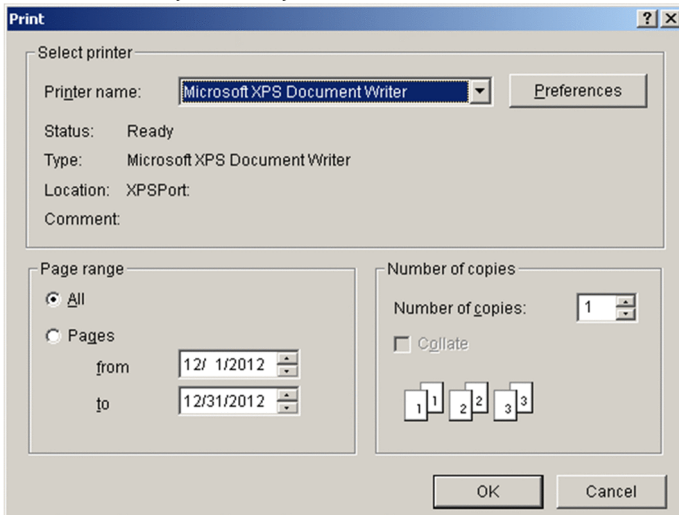 Print
Select printer
Printer name: Microsoft XPS Document Writer Preferences
Status: Ready
Type: Microsoft XPS Document Writer
Location: XPSPort:
Comment:
Page range
All
Pages
from 12/ 1/2012
to 12/31/2012
Number of copies
Number of copies: 1
Collate
1 1 2 2 3 3
OK Cancel